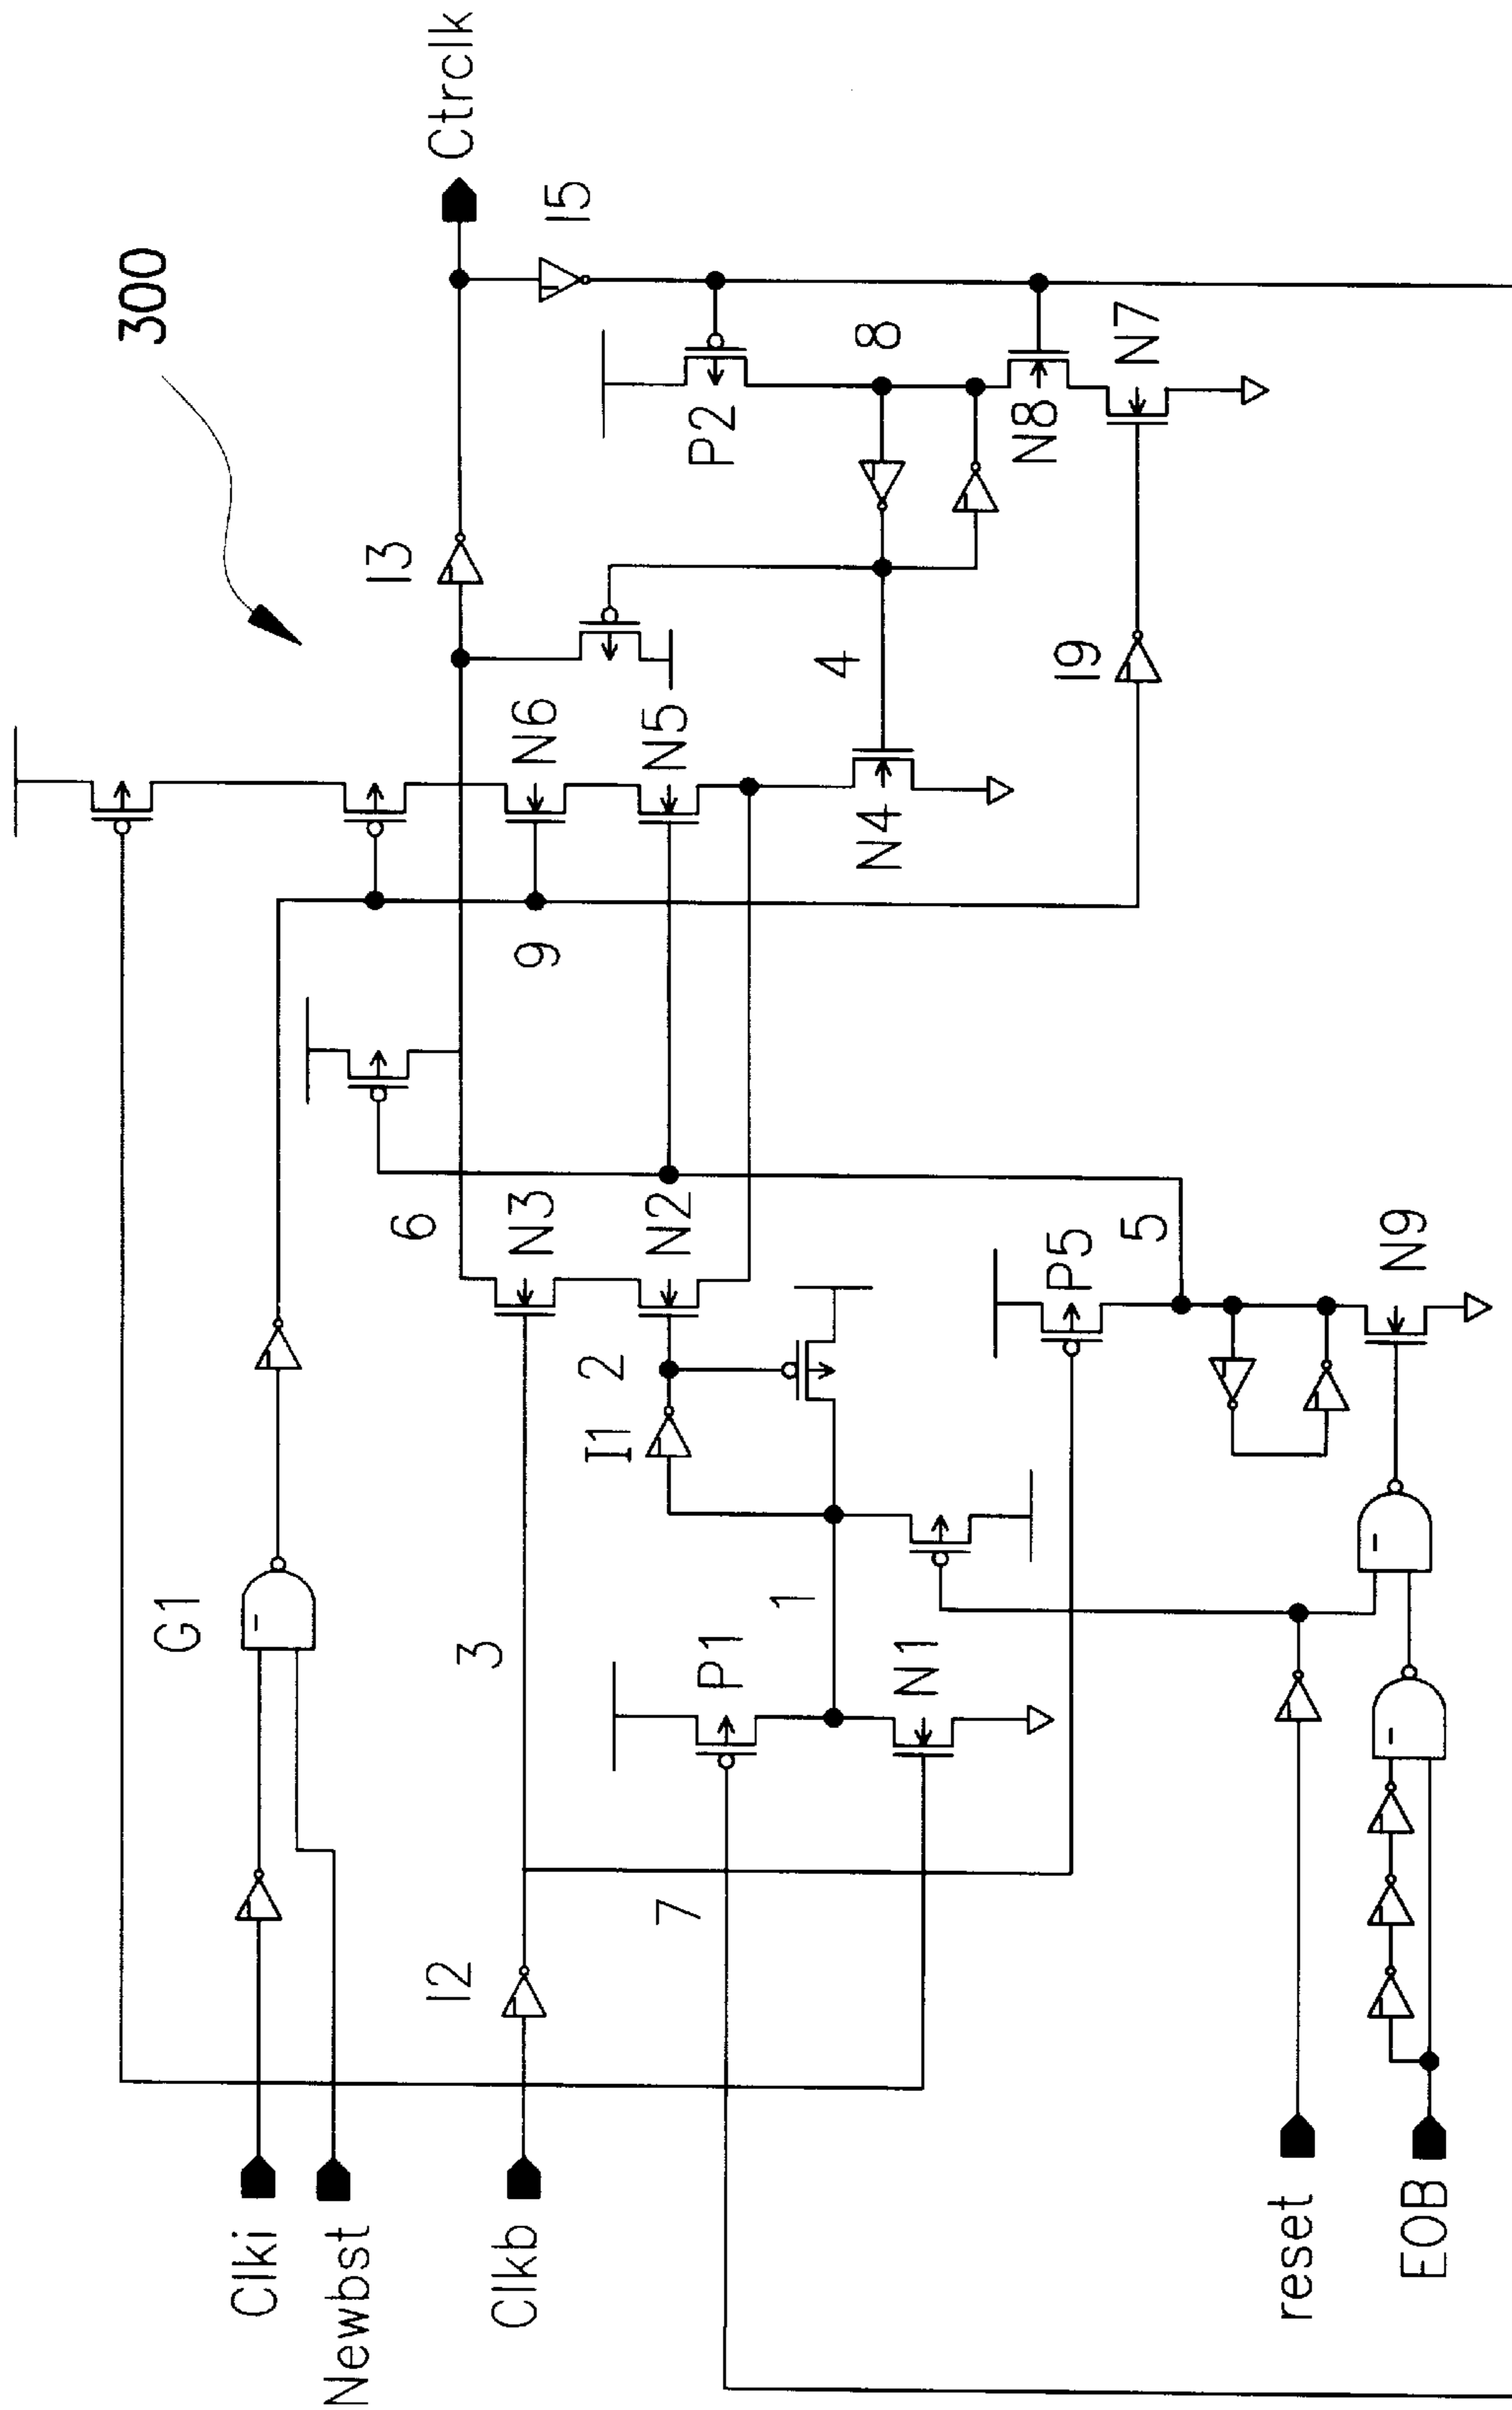 300
Ctrclk
I5
I3
8
P2
N8
N7
4
I9
N6
N5
N4
9
6
N3
N2
P5
5
N9
2
I1
G1
3
1
P1
N1
7
I2
Clki
Newbst
Clkb
reset
EOB